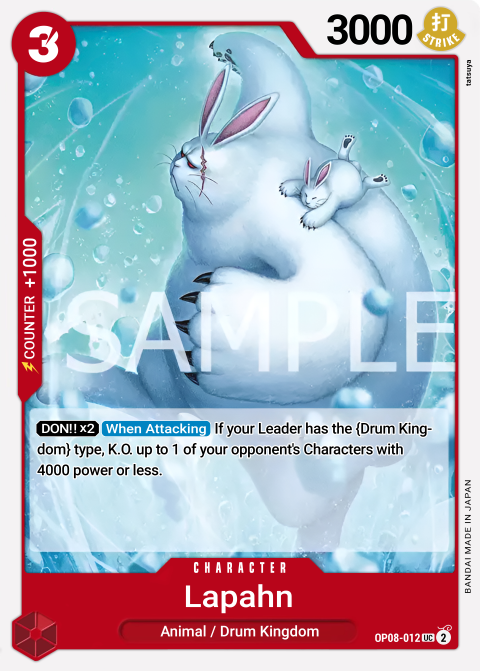 3
3000
打
STRIKE
tatsuya
COUNTER +1000
SAMPLE
DON!! ×2 When Attacking If your Leader has the {Drum King-
dom} type, K.O. up to 1 of your opponent's Characters with
4000 power or less.
BANDAI MADE IN JAPAN
CHARACTER
Lapahn
Animal / Drum Kingdom
OP08-012 UC 2